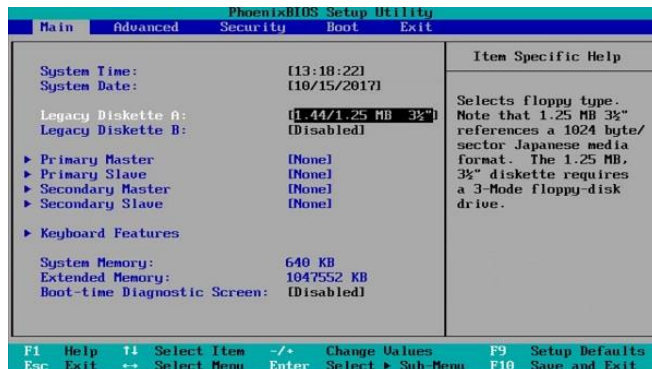 PhoenixBIOS Setup Utility
Main Advanced Security Boot Exit
Item Specific Help
System Time: [13:18:22]
System Date: [10/15/2017]
Legacy Diskette A: [1.44/1.25 MB 3½"]
Legacy Diskette B: [Disabled]
▶ Primary Master [None]
▶ Primary Slave [None]
▶ Secondary Master [None]
▶ Secondary Slave [None]
▶ Keyboard Features
System Memory: 640 KB
Extended Memory: 1047552 KB
Boot-time Diagnostic Screen: [Disabled]
Selects floppy type.
Note that 1.25 MB 3½"
references a 1024 byte/
sector Japanese media
format. The 1.25 MB,
3½" diskette requires
a 3-Mode floppy-disk
drive.
F1 Help ↑↓ Select Item -/+ Change Values F9 Setup Defaults
Esc Exit ↔ Select Menu Enter Select ▶ Sub-Menu F10 Save and Exit